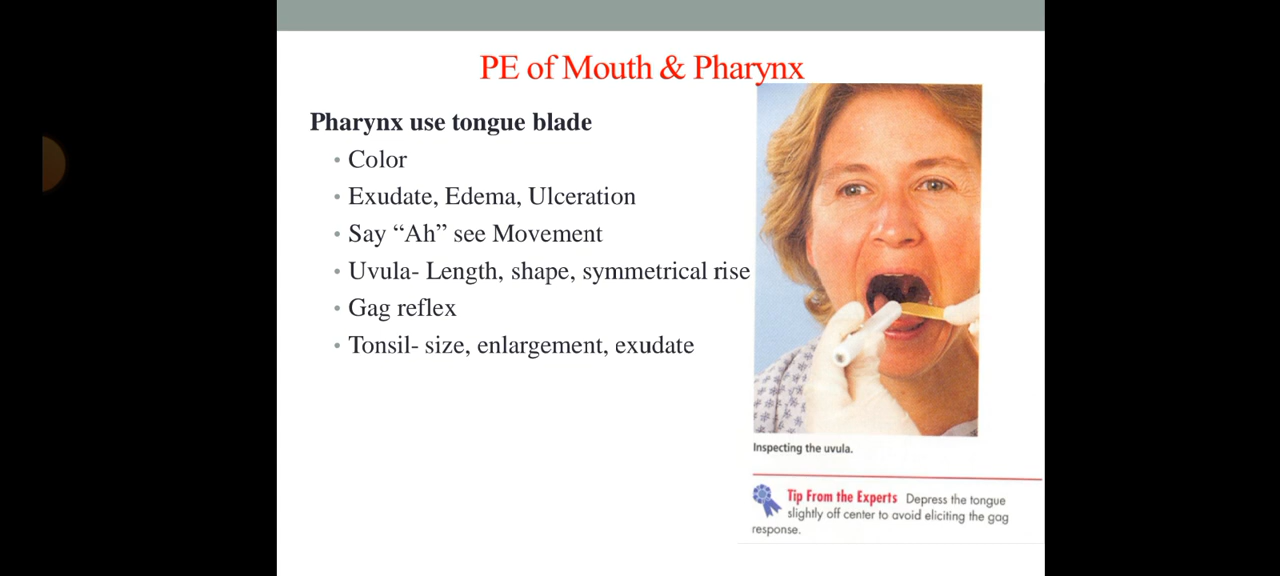 PE of Mouth & Pharynx
Pharynx use tongue blade
• Color
• Exudate, Edema, Ulceration
• Say “Ah” see Movement
• Uvula- Length, shape, symmetrical rise
• Gag reflex
• Tonsil- size, enlargement, exudate
Inspecting the uvula.
Tip From the Experts Depress the tongue
slightly off center to avoid eliciting the gag
response.